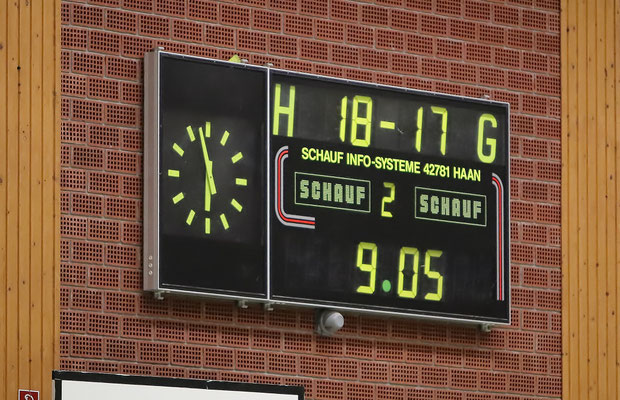 H 18-17 G
SCHAUF INFO-SYSTEME 42781 HAAN
SCHAUF 2 SCHAUF
9.05